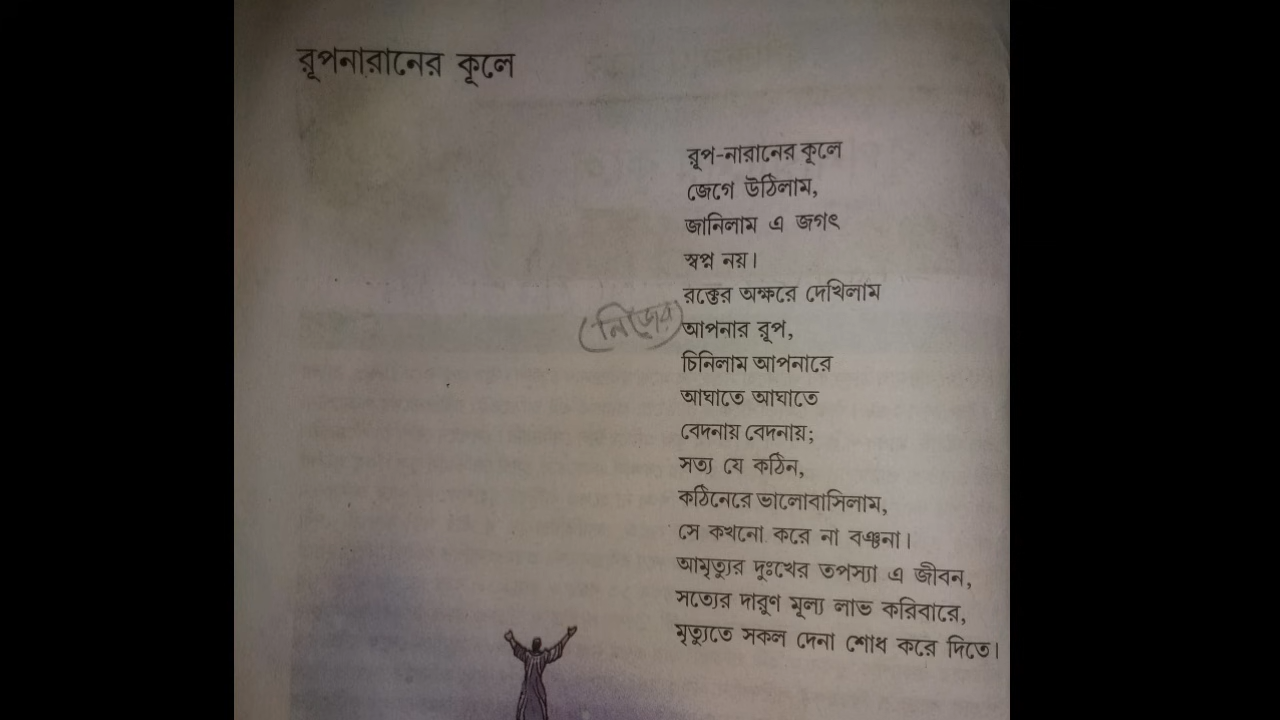 রূপনারানের কূলে
রূপ-নারানের কূলে
জেগে উঠিলাম,
জানিলাম এ জগৎ
স্বপ্ন নয়।
রক্তের অক্ষরে দেখিলাম
(নিজের) আপনার রূপ,
চিনিলাম আপনারে
আঘাতে আঘাতে
বেদনায় বেদনায়;
সত্য যে কঠিন,
কঠিনেরে ভালোবাসিলাম,
সে কখনো করে না বঞ্চনা।
আমৃত্যুর দুঃখের তপস্যা এ জীবন,
সত্যের দারুণ মূল্য লাভ করিবারে,
মৃত্যুতে সকল দেনা শোধ করে দিতে।